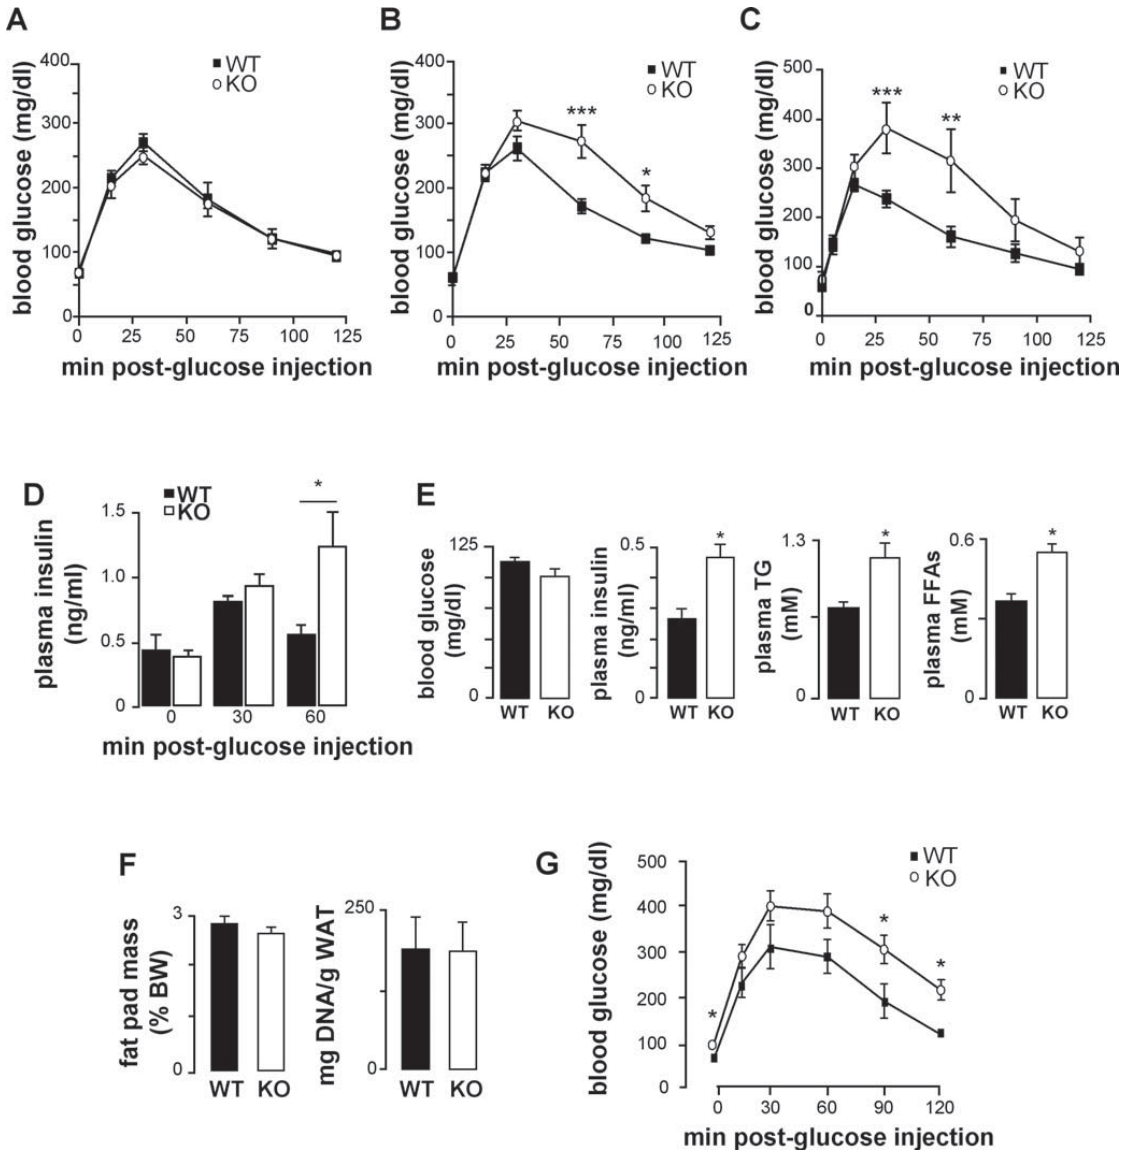 A
blood glucose (mg/dl)
400
300
200
100
0
WT
KO
0 25 50 75 100 125
min post-glucose injection
B
blood glucose (mg/dl)
400
300
200
100
0
WT
KO
***
*
0 25 50 75 100 125
min post-glucose injection
C
blood glucose (mg/dl)
500
400
300
200
100
0
WT
KO
***
**
0 25 50 75 100 125
min post-glucose injection
D
plasma insulin
(ng/ml)
1.5
1.0
0.5
0
WT
KO
*
0 30 60
min post-glucose injection
E
blood glucose
(mg/dl)
125
0
WT KO
plasma insulin
(ng/ml)
0.5
0
*
WT KO
plasma TG
(mM)
1.3
0
*
WT KO
plasma FFAs
(mM)
0.6
0
*
WT KO
F
fat pad mass
(% BW)
3
0
WT KO
mg DNA/g WAT
250
0
WT KO
G
blood glucose (mg/dl)
500
400
300
200
100
0
WT
KO
*
*
*
0 30 60 90 120
min post-glucose injection